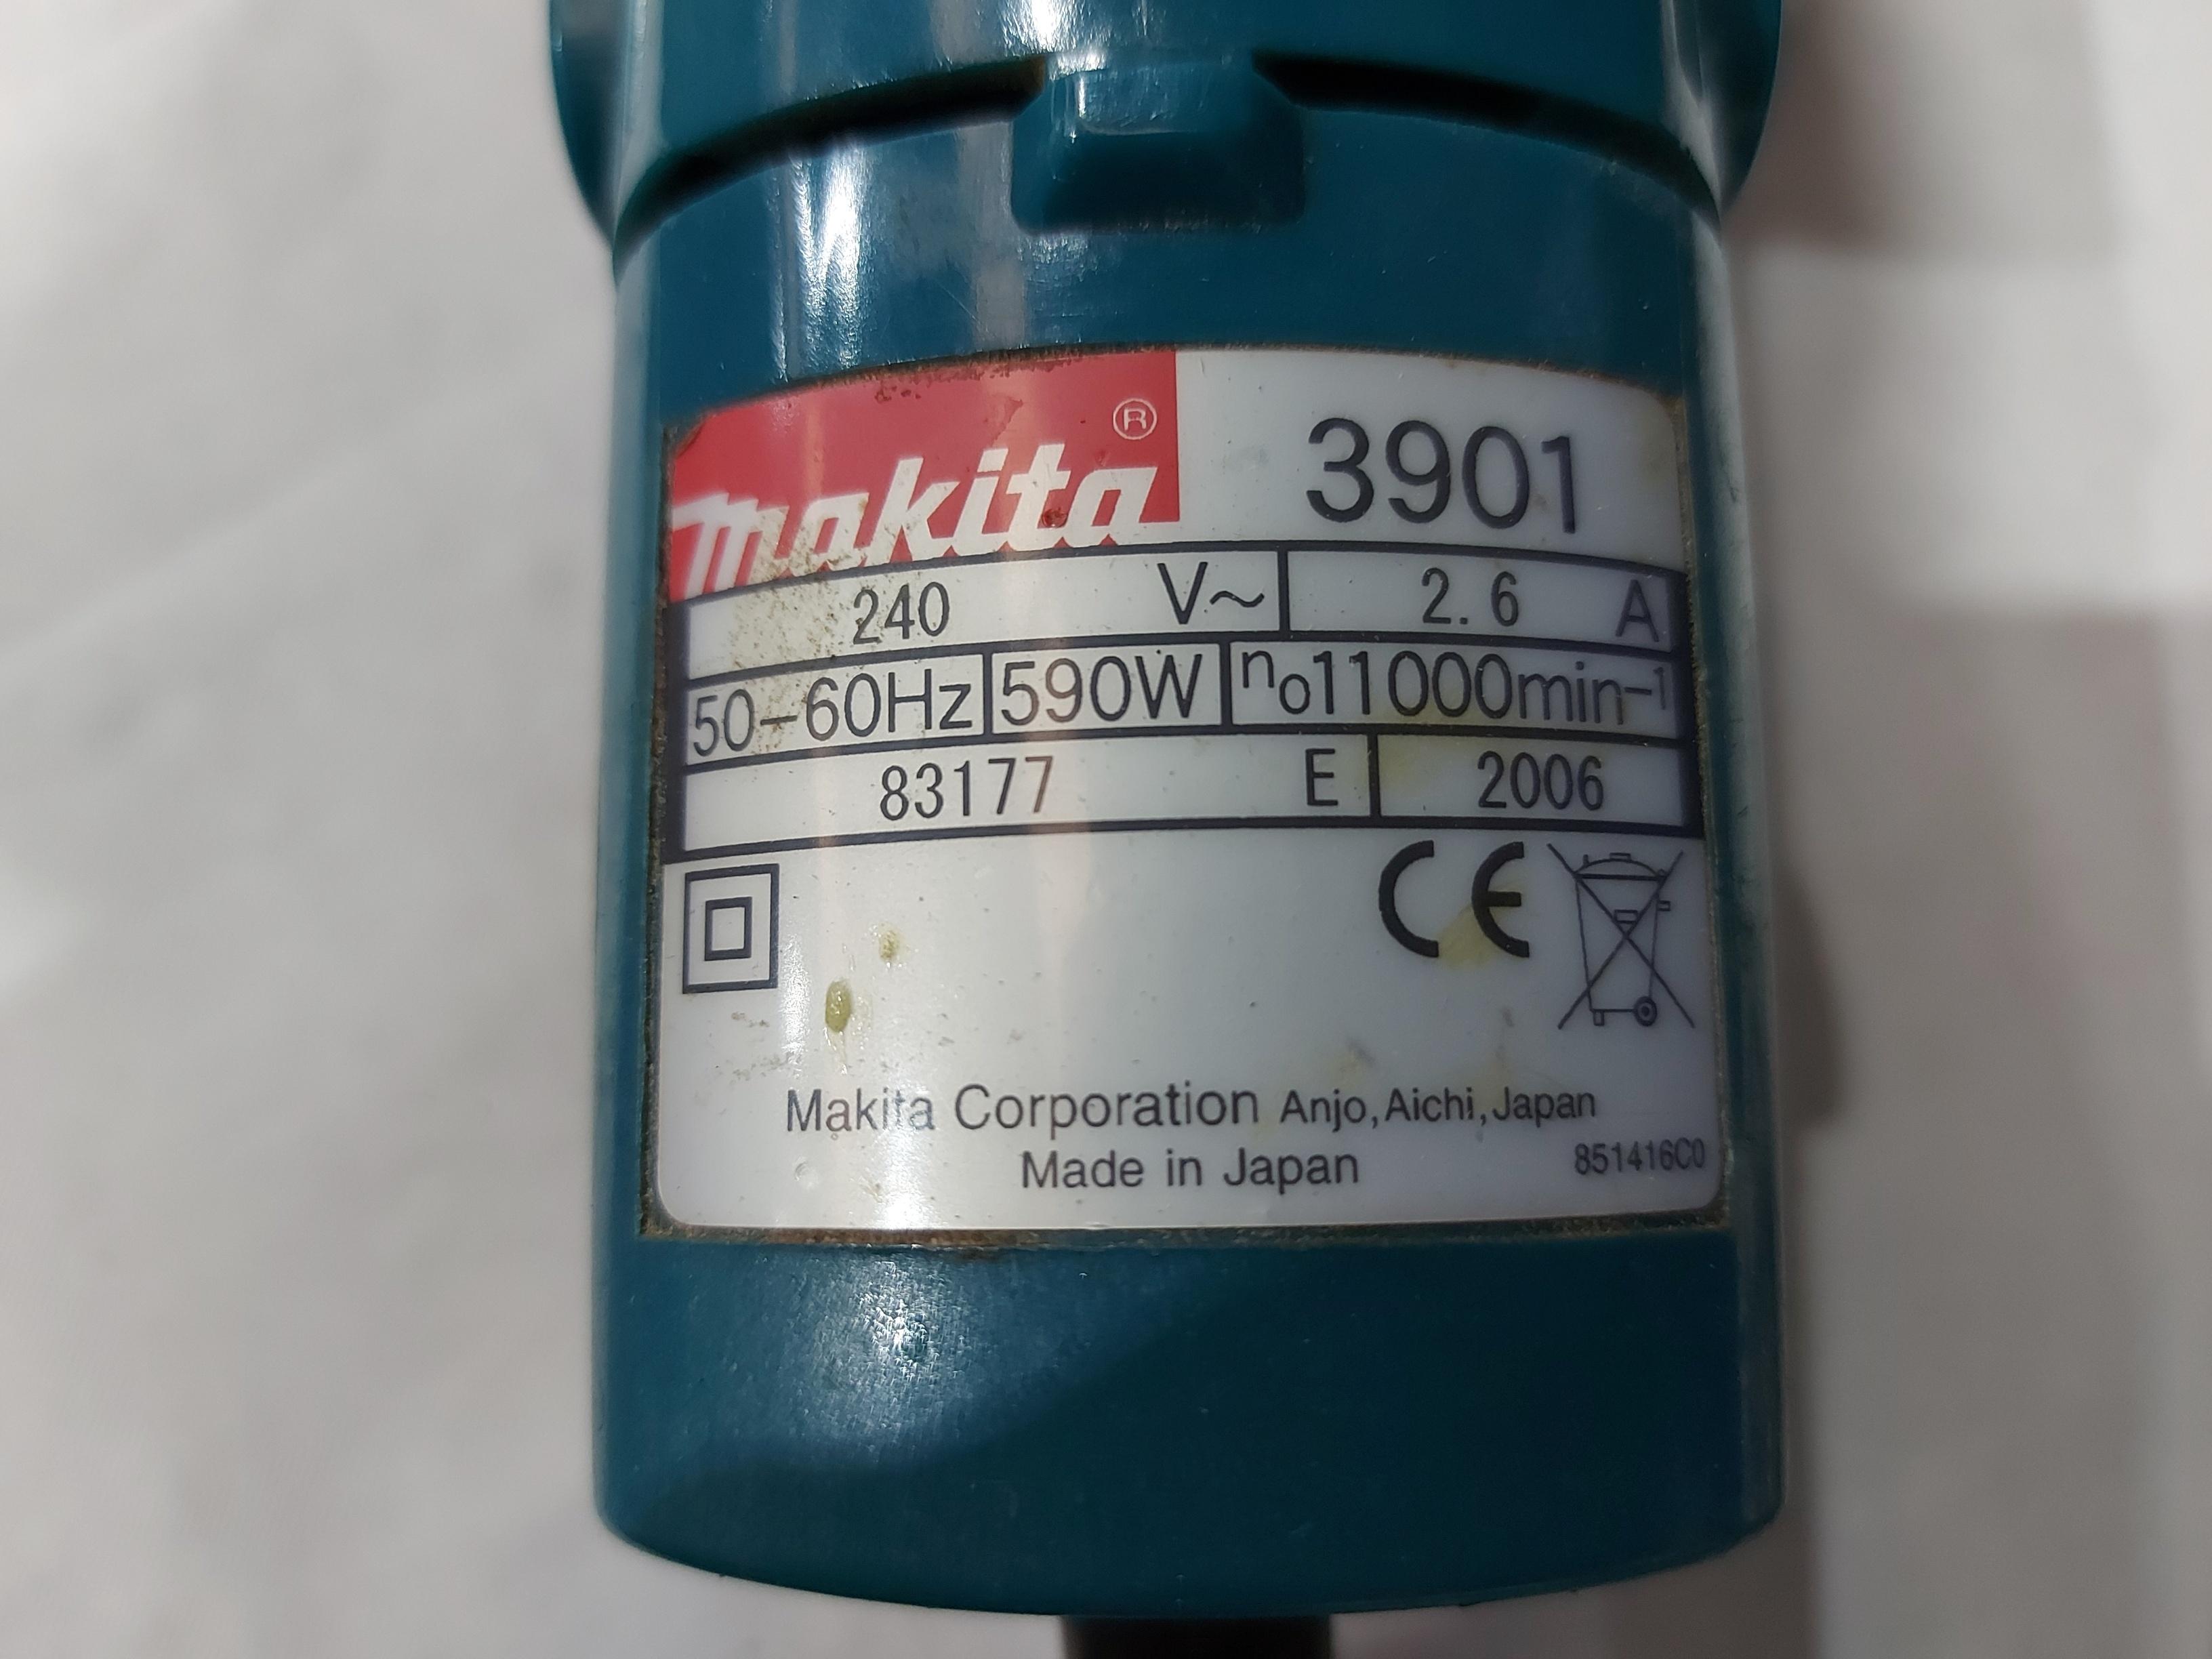 makita® 3901
240 V~ 2.6 A
50-60Hz 590W n₀11000min⁻¹
83177 E 2006
CE
Makita Corporation Anjo, Aichi, Japan
Made in Japan 851416C0